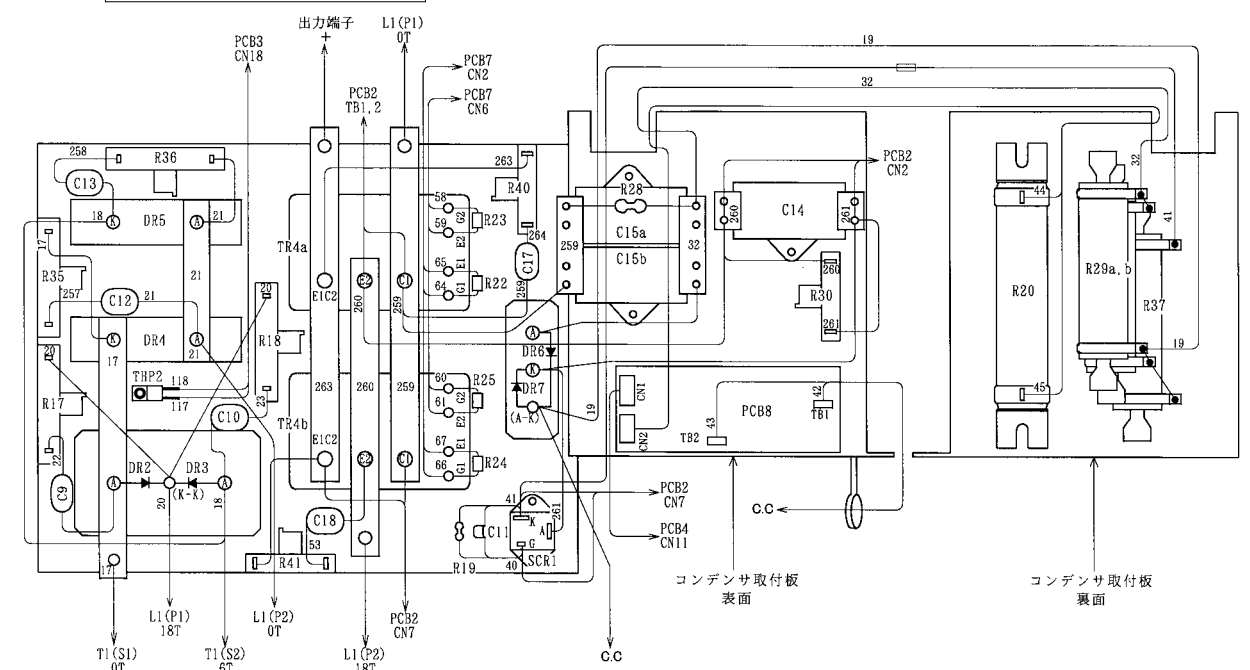 出力端子
+
L1(P1)
0T
PCB3
CN18
PCB7
CN2
PCB7
CN6
PCB2
TB1,2
19
32
258
R36
C13
18
K
DR5
A
21
263
R40
264
C17
259
58
G2
59
E2
R23
65
E1
64
G1
R22
TR4a
E1C2
E2
C1
260
259
R28
C15a
C15b
259
32
260
C14
261
PCB2
CN2
260
R30
261
44
R20
45
32
41
R29a,b
R37
19
17
R35
257
C12
21
21
K
DR4
A
17
21
20
R18
23
20
R17
22
THP2
118
117
C10
263
260
259
60
G2
61
E2
R25
67
E1
66
G1
R24
TR4b
E1C2
E2
C1
A
DR6
K
DR7
(A-K)
19
CN1
CN2
PCB8
42
TB1
43
TB2
C9
A
DR2
DR3
(K-K)
A
20
18
17
C18
53
R41
R19
C11
41
K
A
G
261
SCR1
40
PCB2
CN7
PCB4
CN11
C.C
コンデンサ取付板
表面
コンデンサ取付板
裏面
T1(S1)
0T
L1(P1)
18T
T1(S2)
6T
L1(P2)
0T
L1(P2)
18T
PCB2
CN7
C.C